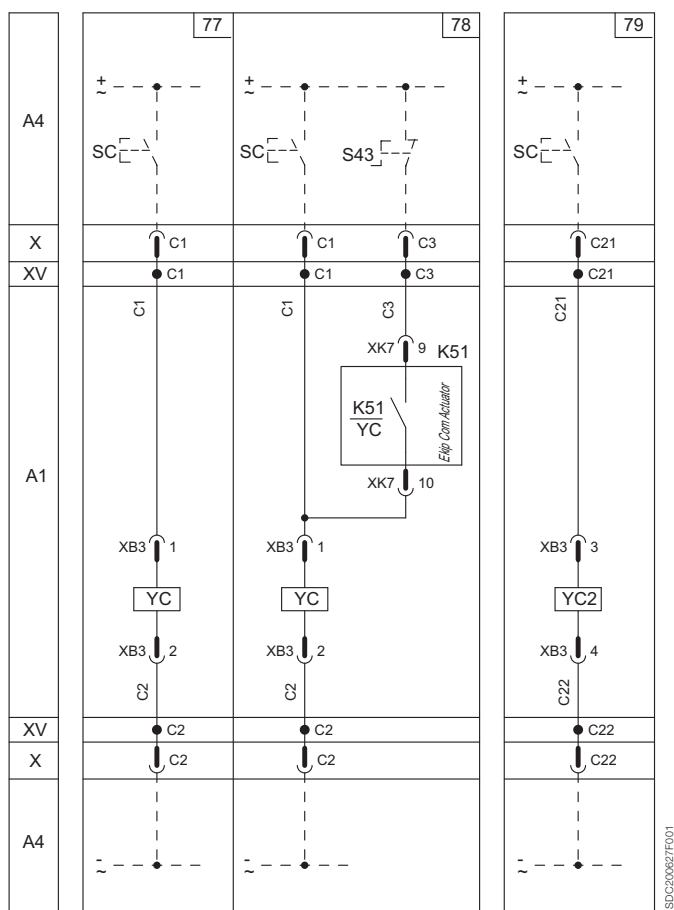 77 78 79
+ + +
~ ~ ~
A4
SC SC S43 SC
X C1 C1 C3 C21
XV C1 C1 C3 C21
C1 C1 C3 C21
XK7 9 K51
K51
YC
Ekip Com Actuator
A1
XK7 10
XB3 1 XB3 1 XB3 3
YC YC YC2
XB3 2 XB3 2 XB3 4
C2 C2 C22
XV C2 C2 C22
X C2 C2 C22
A4
- - -
~ ~ ~
SDC200627F001